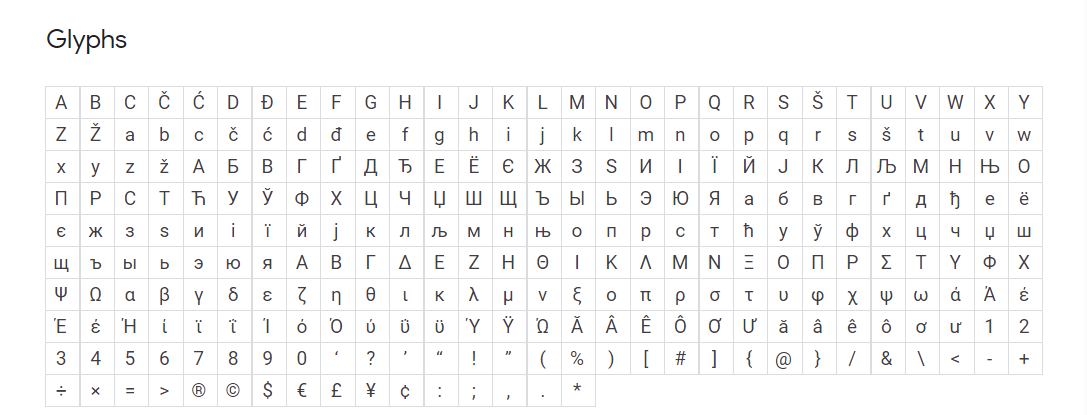 Glyphs
A B C Č Ć D Đ E F G H I J K L M N O P Q R S Š T U V W X Y
Z Ž a b c č ć d đ e f g h i j k l m n o p q r s š t u v w
x y z ž А Б В Г Ґ Д Ђ Е Ё Є Ж З Ѕ И І Ї Й Ј К Л Љ М Н Њ О
П Р С Т Ћ У Ў Ф Х Ц Ч Џ Ш Щ Ъ Ы Ь Э Ю Я а б в г ґ д ђ е ё
є ж з ѕ и і ї й ј к л љ м н њ о п р с т ћ у ў ф х ц ч џ ш
щ ъ ы ь э ю я Α Β Γ Δ Ε Ζ Η Θ Ι Κ Λ Μ Ν Ξ Ο Π Ρ Σ Τ Υ Φ Χ
Ψ Ω α β γ δ ε ζ η θ ι κ λ μ ν ξ ο π ρ σ τ υ φ χ ψ ω ά Ά έ
Έ έ Ή ί ϊ ΐ Ί ό Ό ύ ΰ ϋ Ύ Ϋ Ώ Ă Â Ê Ô Ơ Ư ă â ê ô ơ ư 1 2
3 4 5 6 7 8 9 0 ‘ ? ’ “ ! ” ( % ) [ # ] { @ } / & \ < - +
÷ × = > ® © $ € £ ¥ ¢ : ; , . *